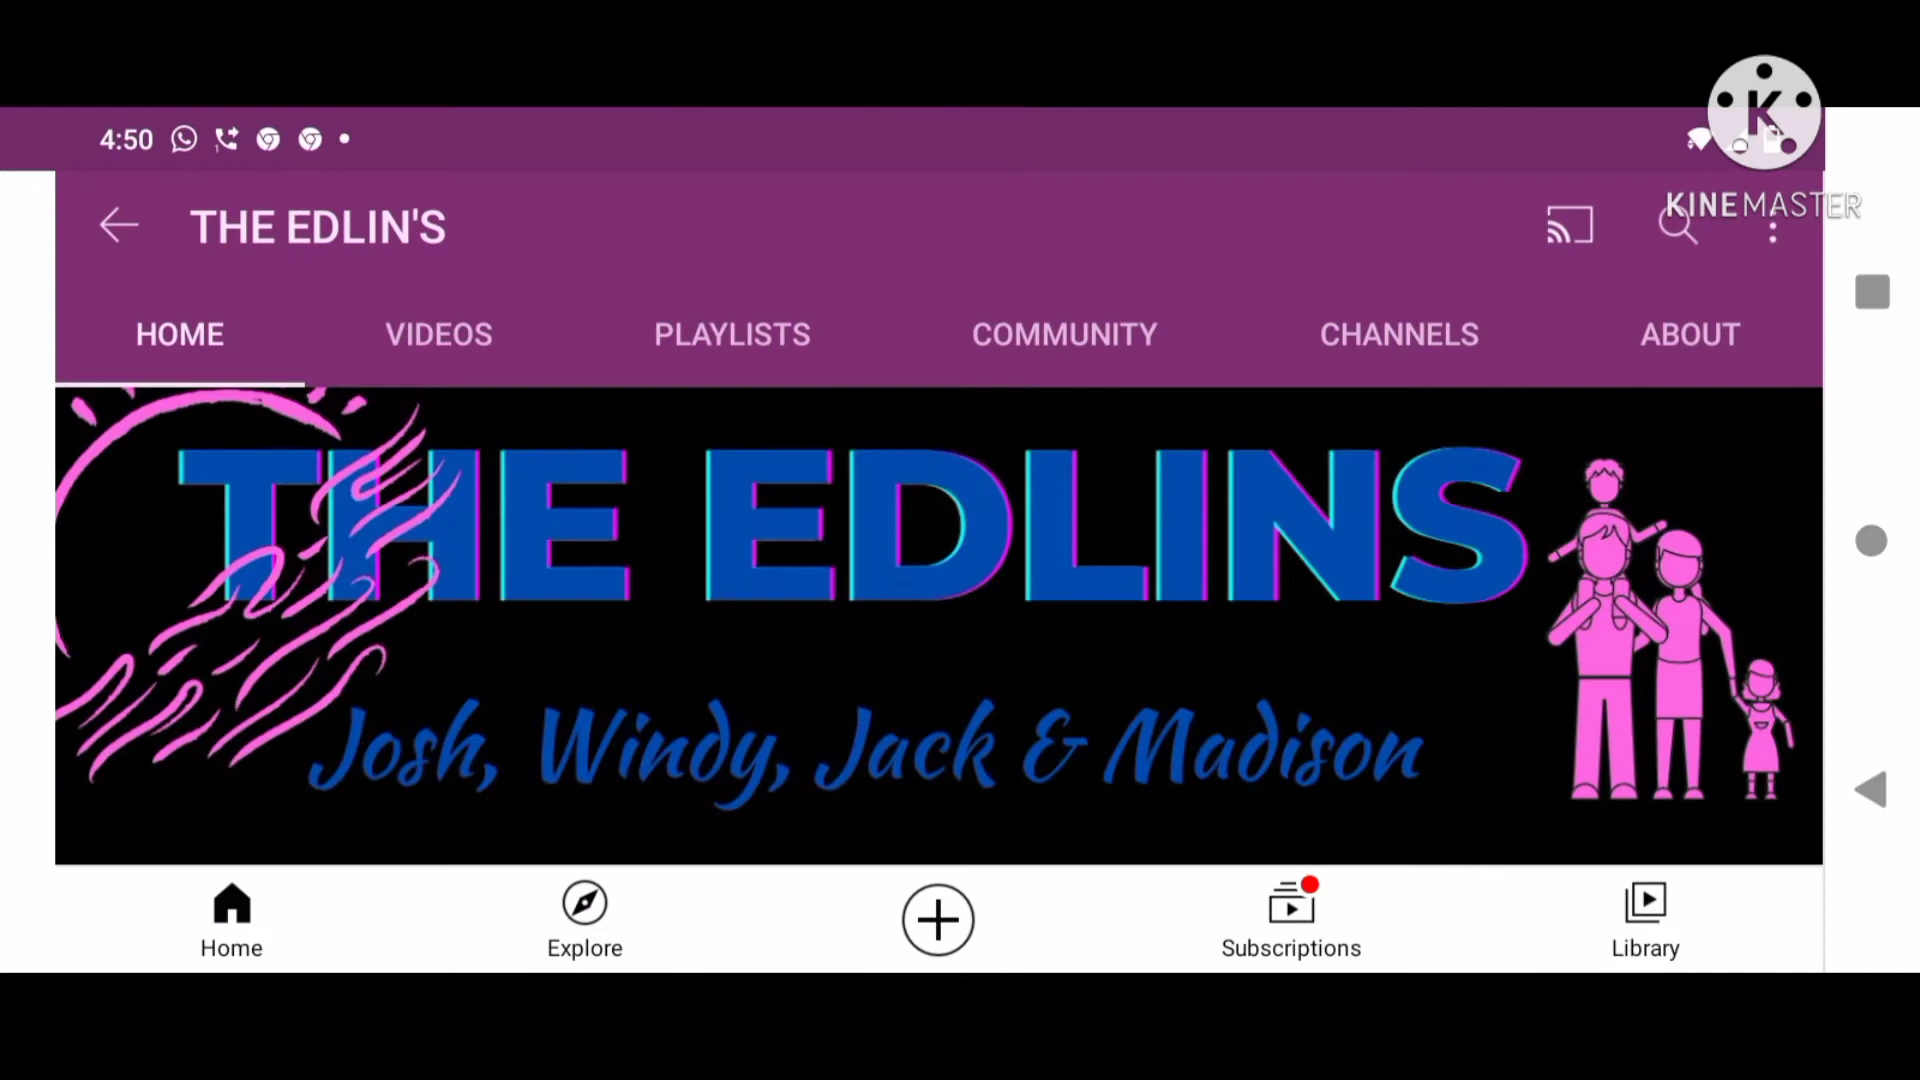 4:50
K
KINEMASTER
THE EDLIN'S
HOME VIDEOS PLAYLISTS COMMUNITY CHANNELS ABOUT
THE EDLINS
Josh, Windy, Jack & Madison
Home Explore Subscriptions Library